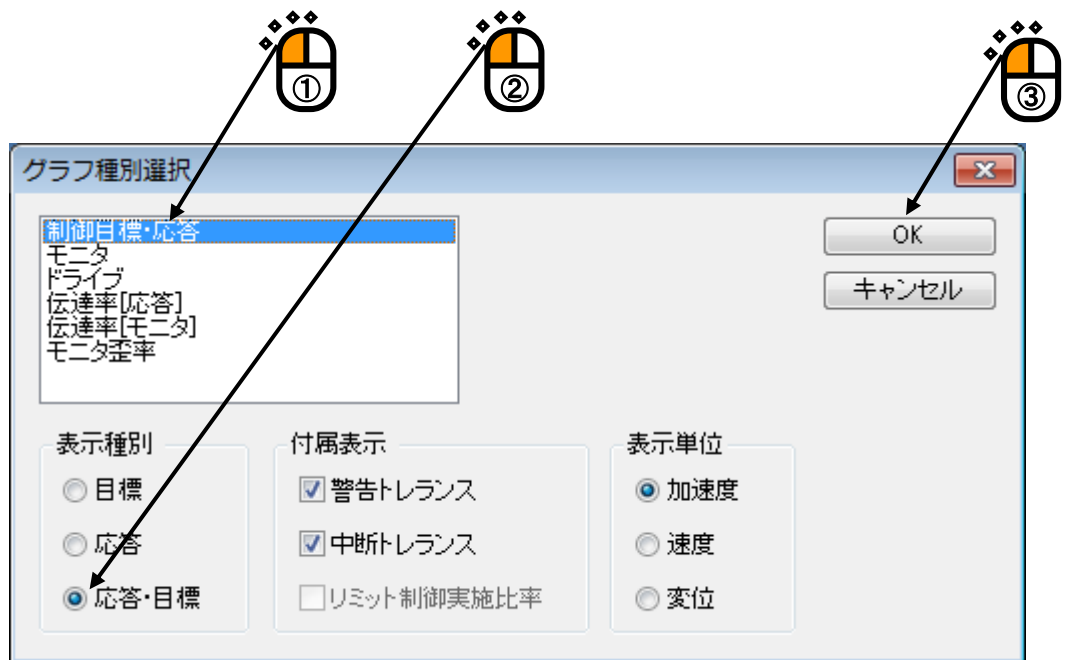 ① ② ③
グラフ種別選択
制御目標・応答
モニタ
ドライブ
伝達率[応答]
伝達率[モニタ]
モニタ歪率
OK
キャンセル
表示種別
目標
応答
応答・目標
付属表示
警告トレランス
中断トレランス
リミット制御実施比率
表示単位
加速度
速度
変位